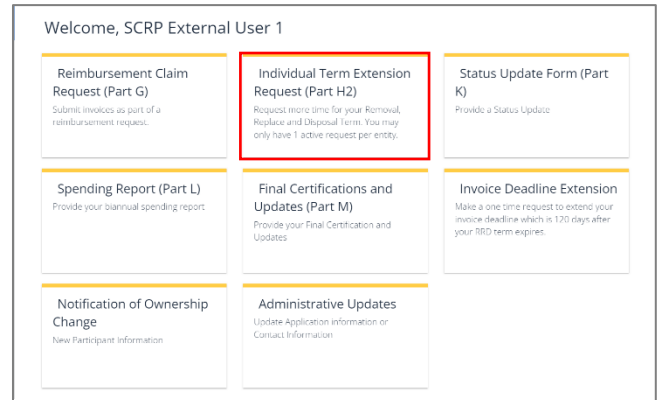 Welcome, SCRP External User 1
Reimbursement Claim
Request (Part G)
Submit invoices as part of a
reimbursement request.
Individual Term Extension
Request (Part H2)
Request more time for your Removal,
Replace and Disposal Term. You may
only have 1 active request per entity.
Status Update Form (Part
K)
Provide a Status Update
Spending Report (Part L)
Provide your biannual spending report
Final Certifications and
Updates (Part M)
Provide your Final Certification and
Updates
Invoice Deadline Extension
Make a one time request to extend your
invoice deadline which is 120 days after
your RRD term expires.
Notification of Ownership
Change
New Participant Information
Administrative Updates
Update Application information or
Contact Information